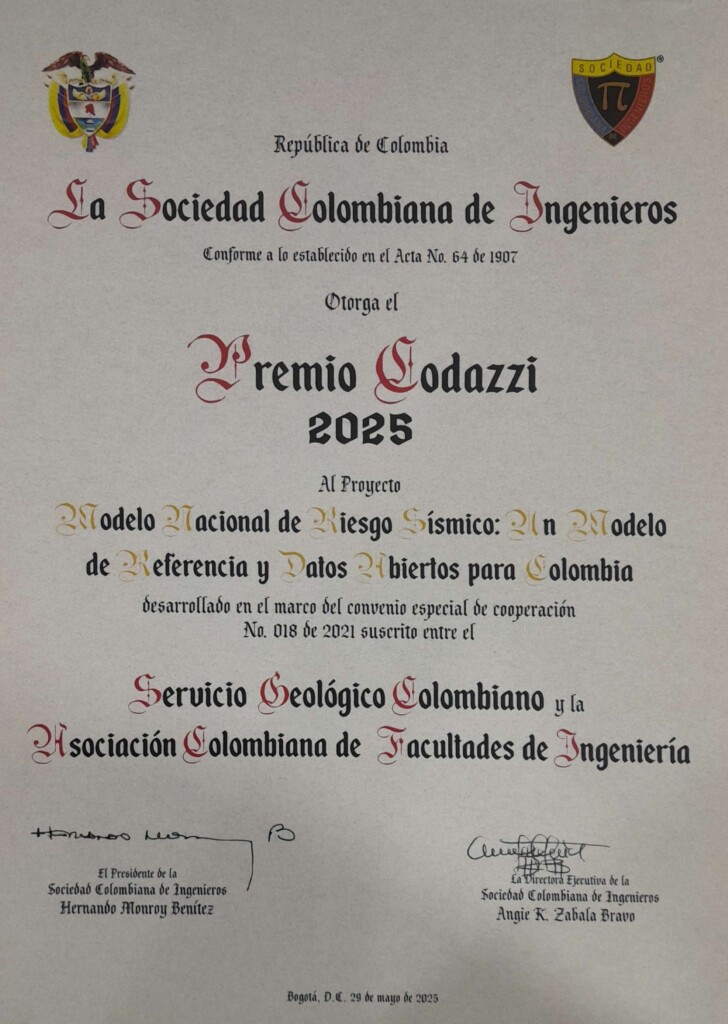 SOCIEDAD
π
República de Colombia
La Sociedad Colombiana de Ingenieros
Conforme a lo establecido en el Acta No. 64 de 1907
Otorga el
Premio Codazzi
2025
Al Proyecto
Modelo Nacional de Riesgo Sísmico: Un Modelo
de Referencia y Datos Abiertos para Colombia
desarrollado en el marco del convenio especial de cooperación
No. 018 de 2021 suscrito entre el
Servicio Geológico Colombiano y la
Asociación Colombiana de Facultades de Ingeniería
El Presidente de la
Sociedad Colombiana de Ingenieros
Hernando Monroy Benítez
La Directora Ejecutiva de la
Sociedad Colombiana de Ingenieros
Angie K. Zabala Bravo
Bogotá, D.C. 29 de mayo de 2025